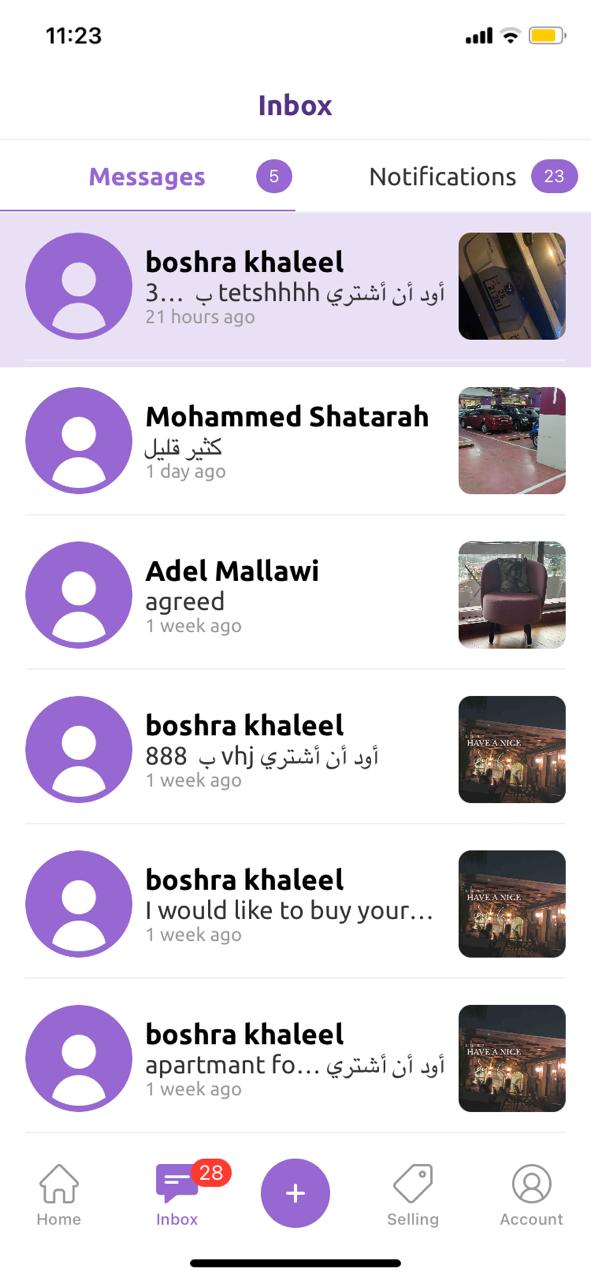 11:23
Inbox
Messages 5
Notifications 23
boshra khaleel
أود أن أشتري tetshhhh ب  3...
21 hours ago
Mohammed Shatarah
كثير قليل
1 day ago
Adel Mallawi
agreed
1 week ago
boshra khaleel
أود أن أشتري vhj ب  888
1 week ago
HAVE A NICE
boshra khaleel
I would like to buy your...
1 week ago
HAVE A NICE
boshra khaleel
أود أن أشتري apartmant fo...
1 week ago
HAVE A NICE
28
+
Home
Inbox
Selling
Account